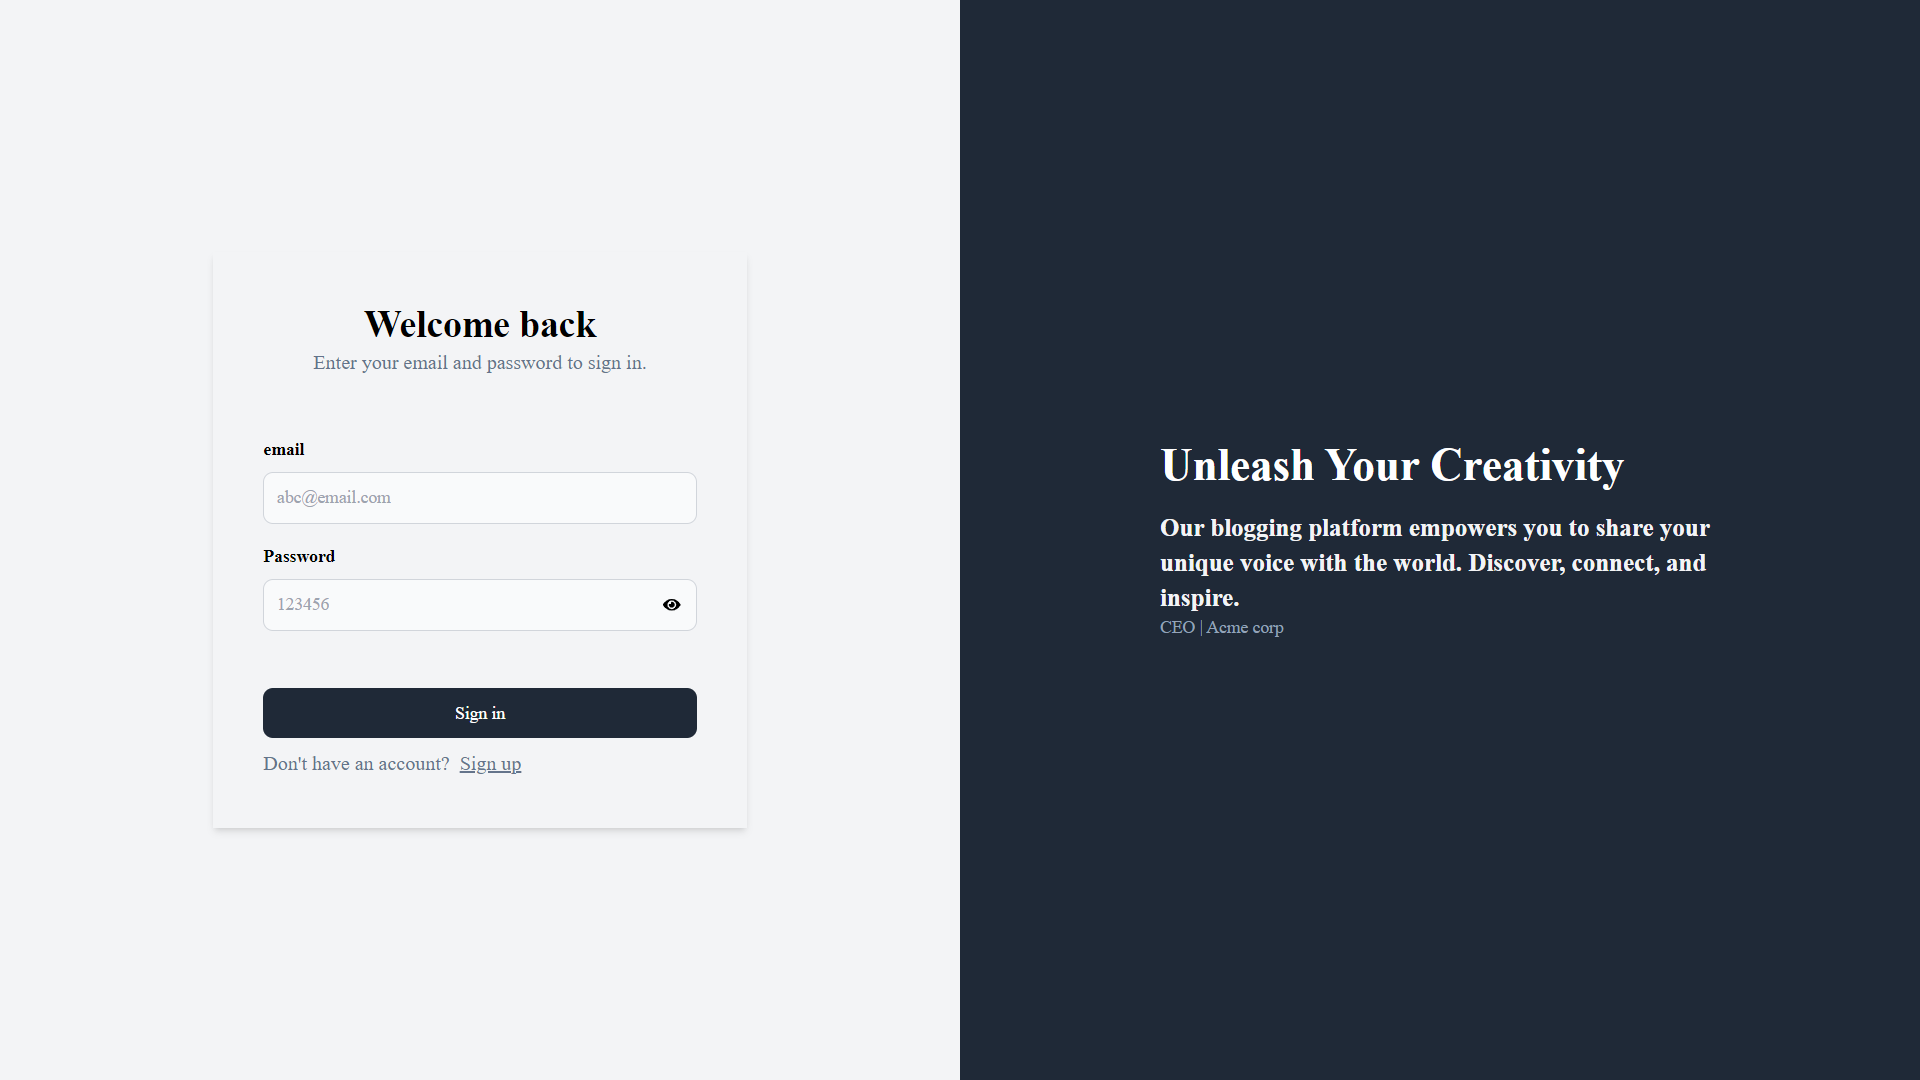 Welcome back
Enter your email and password to sign in.
email
abc@email.com
Password
123456
Sign in
Don't have an account? Sign up
Unleash Your Creativity
Our blogging platform empowers you to share your
unique voice with the world. Discover, connect, and
inspire.
CEO | Acme corp